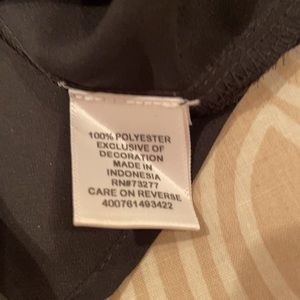 100% POLYESTER
EXCLUSIVE OF
DECORATION
MADE IN
INDONESIA
RN#73277
CARE ON REVERSE
400761493422